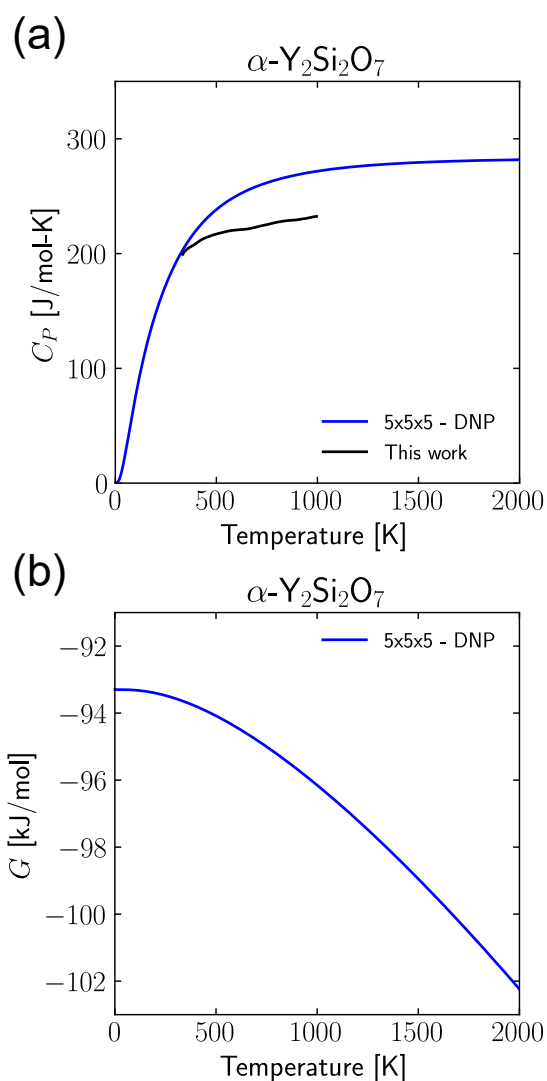 (a)
α-Y₂Si₂O₇
300
200
100
0
C_P [J/mol-K]
5x5x5 - DNP
This work
0 500 1000 1500 2000
Temperature [K]
(b)
α-Y₂Si₂O₇
5x5x5 - DNP
−92
−94
−96
−98
−100
−102
G [kJ/mol]
0 500 1000 1500 2000
Temperature [K]